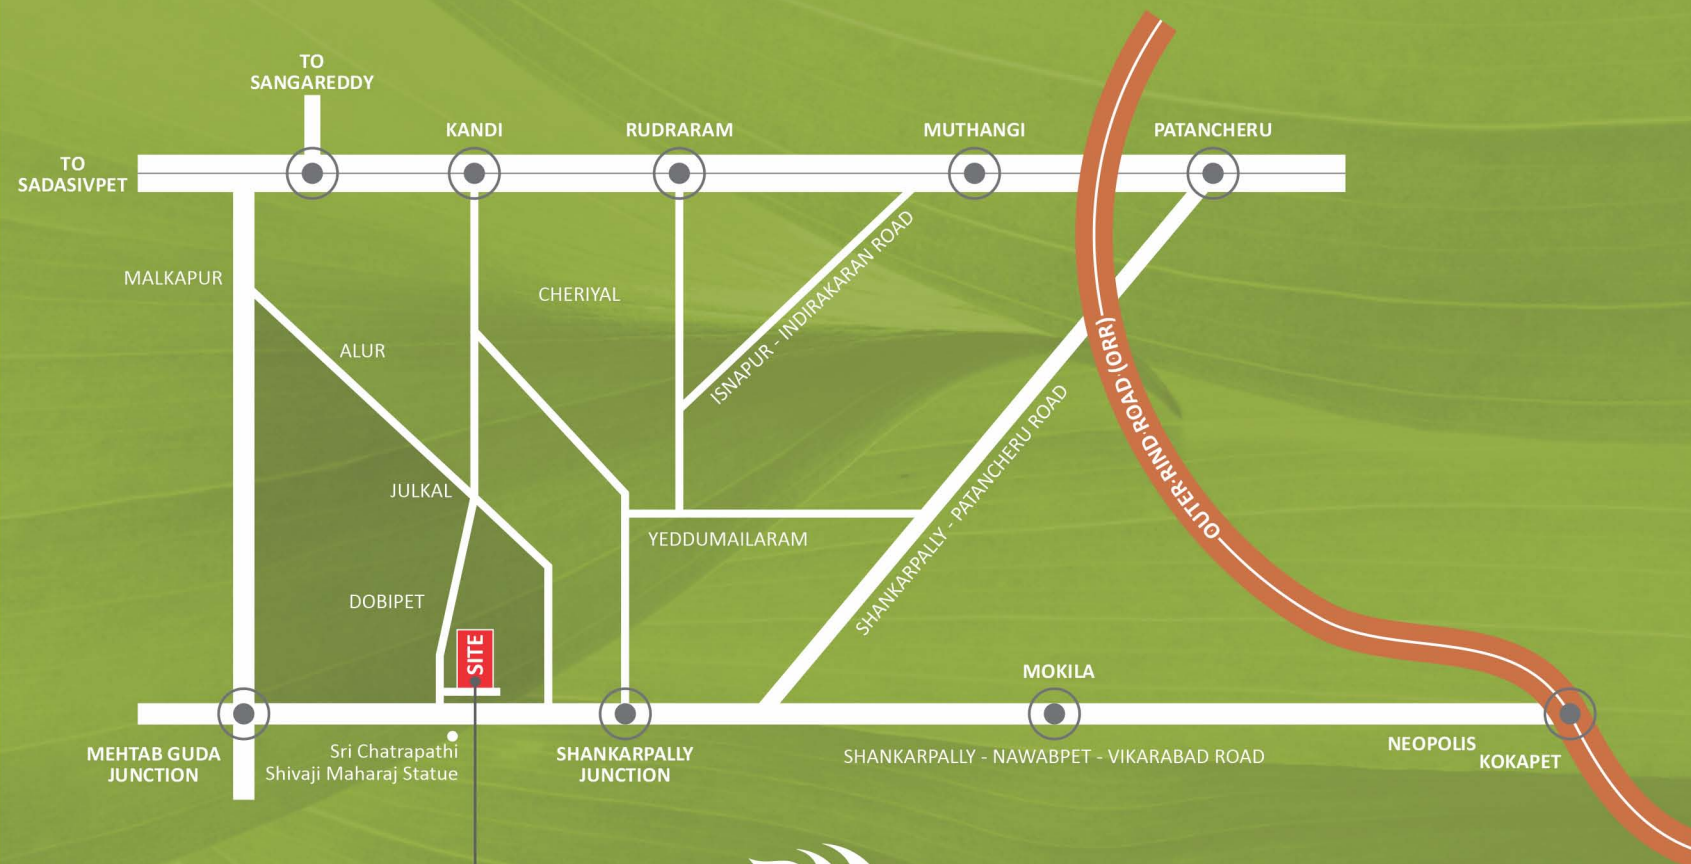 TO
SANGAREDDY
KANDI
RUDRARAM
MUTHANGI
PATANCHERU
TO
SADASIVPET
MALKAPUR
CHERIYAL
ISNAPUR - INDIRAKARAN ROAD
ALUR
OUTER RIND ROAD (ORR)
SHANKARPALLY - PATANCHERU ROAD
JULKAL
YEDDUMAILARAM
DOBIPET
SITE
MOKILA
MEHTAB GUDA
JUNCTION
Sri Chatrapathi
Shivaji Maharaj Statue
SHANKARPALLY
JUNCTION
SHANKARPALLY - NAWABPET - VIKARABAD ROAD
NEOPOLIS
KOKAPET